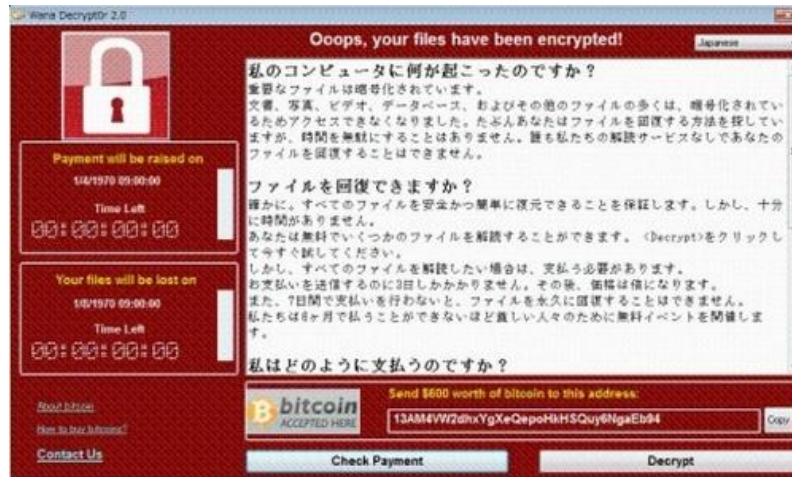 Wana Decrypt0r 2.0
Ooops, your files have been encrypted!
Japanese
Payment will be raised on
1/4/1970 09:00:00
Time Left
00:00:00:00
Your files will be lost on
1/8/1970 09:00:00
Time Left
00:00:00:00
About bitcoin
How to buy bitcoins?
Contact Us
私のコンピュータに何が起こったのですか？
重要なファイルは暗号化されています。
文書、写真、ビデオ、データベース、およびその他のファイルの多くは、暗号化されてい
るためアクセスできなくなりました。たぶんあなたはファイルを回復する方法を探してい
ますが、時間を無駄にすることはありません。誰も私たちの解読サービスなしであなたの
ファイルを回復することはできません。
ファイルを回復できますか？
確かに。すべてのファイルを安全かつ簡単に復元できることを保証します。しかし、十分
に時間がありません。
あなたは無料でいくつかのファイルを解読することができます。 〈Decrypt〉をクリックし
て今すぐ試してください。
しかし、すべてのファイルを解読したい場合は、支払う必要があります。
お支払いを送信するのに3日しかかかりません。その後、価格は倍になります。
また、7日間で支払いを行わないと、ファイルを永久に回復することはできません。
私たちは6ヶ月で払うことができないほど貧しい人々のために無料イベントを開催しま
す。
私はどのように支払うのですか？
bitcoin
ACCEPTED HERE
Send $600 worth of bitcoin to this address:
13AM4VW2dhxYgXeQepoHkHSQuy6NgaEb94
Copy
Check Payment
Decrypt